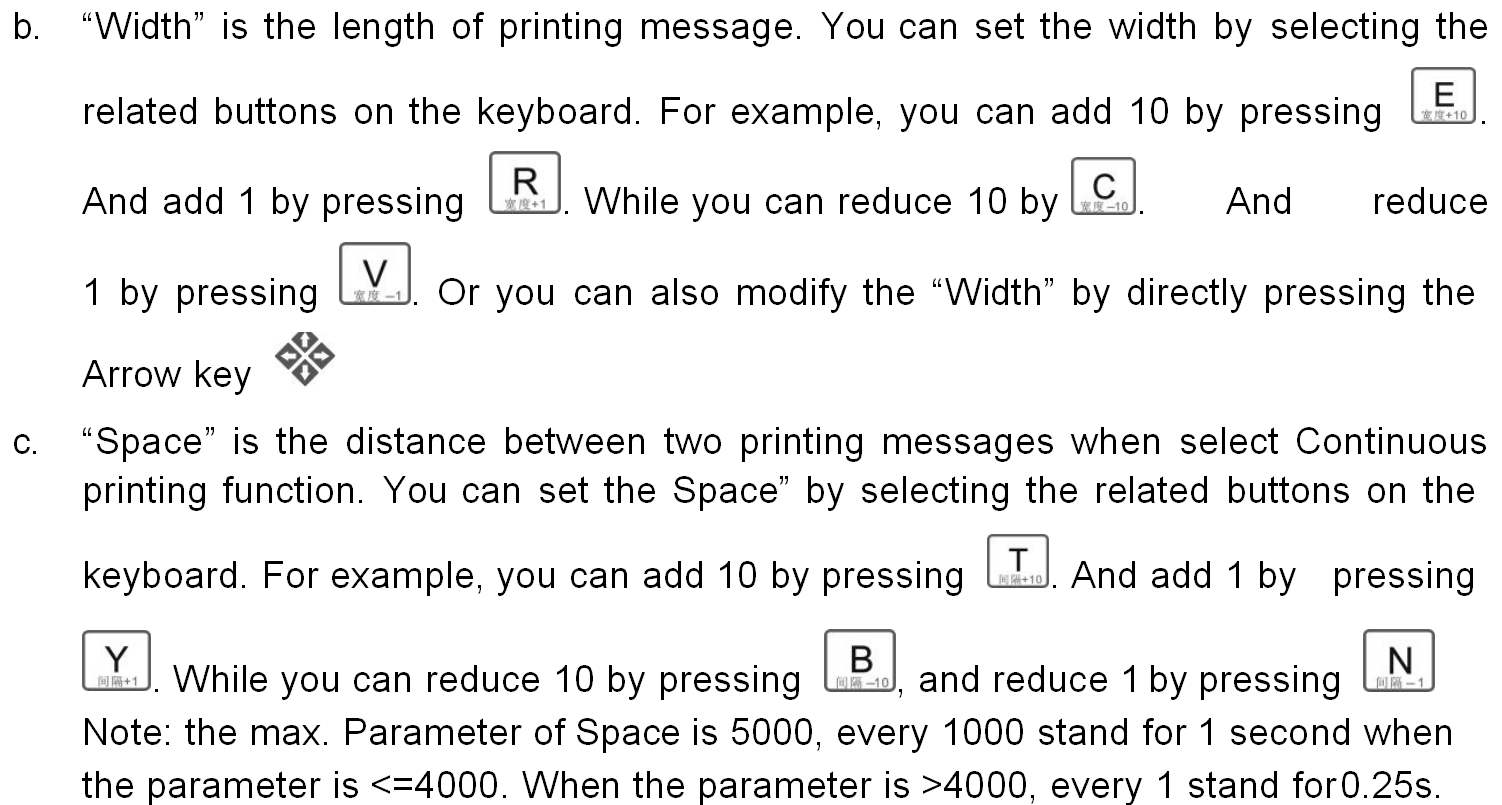 b. “Width” is the length of printing message. You can set the width by selecting the
related buttons on the keyboard. For example, you can add 10 by pressing E 宽度+10.
And add 1 by pressing R 宽度+1. While you can reduce 10 by C 宽度-10. And reduce
1 by pressing V 宽度-1. Or you can also modify the “Width” by directly pressing the
Arrow key
c. “Space” is the distance between two printing messages when select Continuous
printing function. You can set the Space” by selecting the related buttons on the
keyboard. For example, you can add 10 by pressing T 间隔+10. And add 1 by pressing
Y 间隔+1. While you can reduce 10 by pressing B 间隔-10, and reduce 1 by pressing N 间隔-1
Note: the max. Parameter of Space is 5000, every 1000 stand for 1 second when
the parameter is <=4000. When the parameter is >4000, every 1 stand for0.25s.